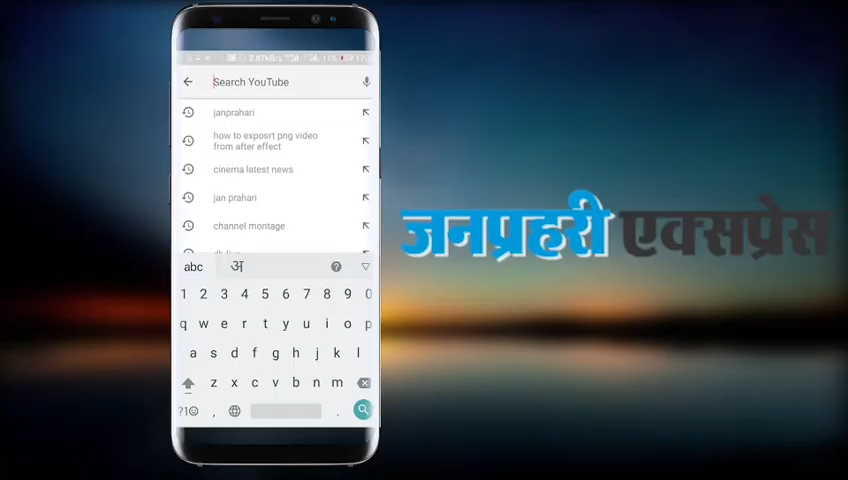 Search YouTube
janprahari
how to exposrt png video
from after effect
cinema latest news
jan prahari
channel montage
abc अ
1 2 3 4 5 6 7 8 9 0
q w e r t y u i o p
a s d f g h j k l
z x c v b n m
?1☺ , .
जनप्रहरी एक्सप्रेस